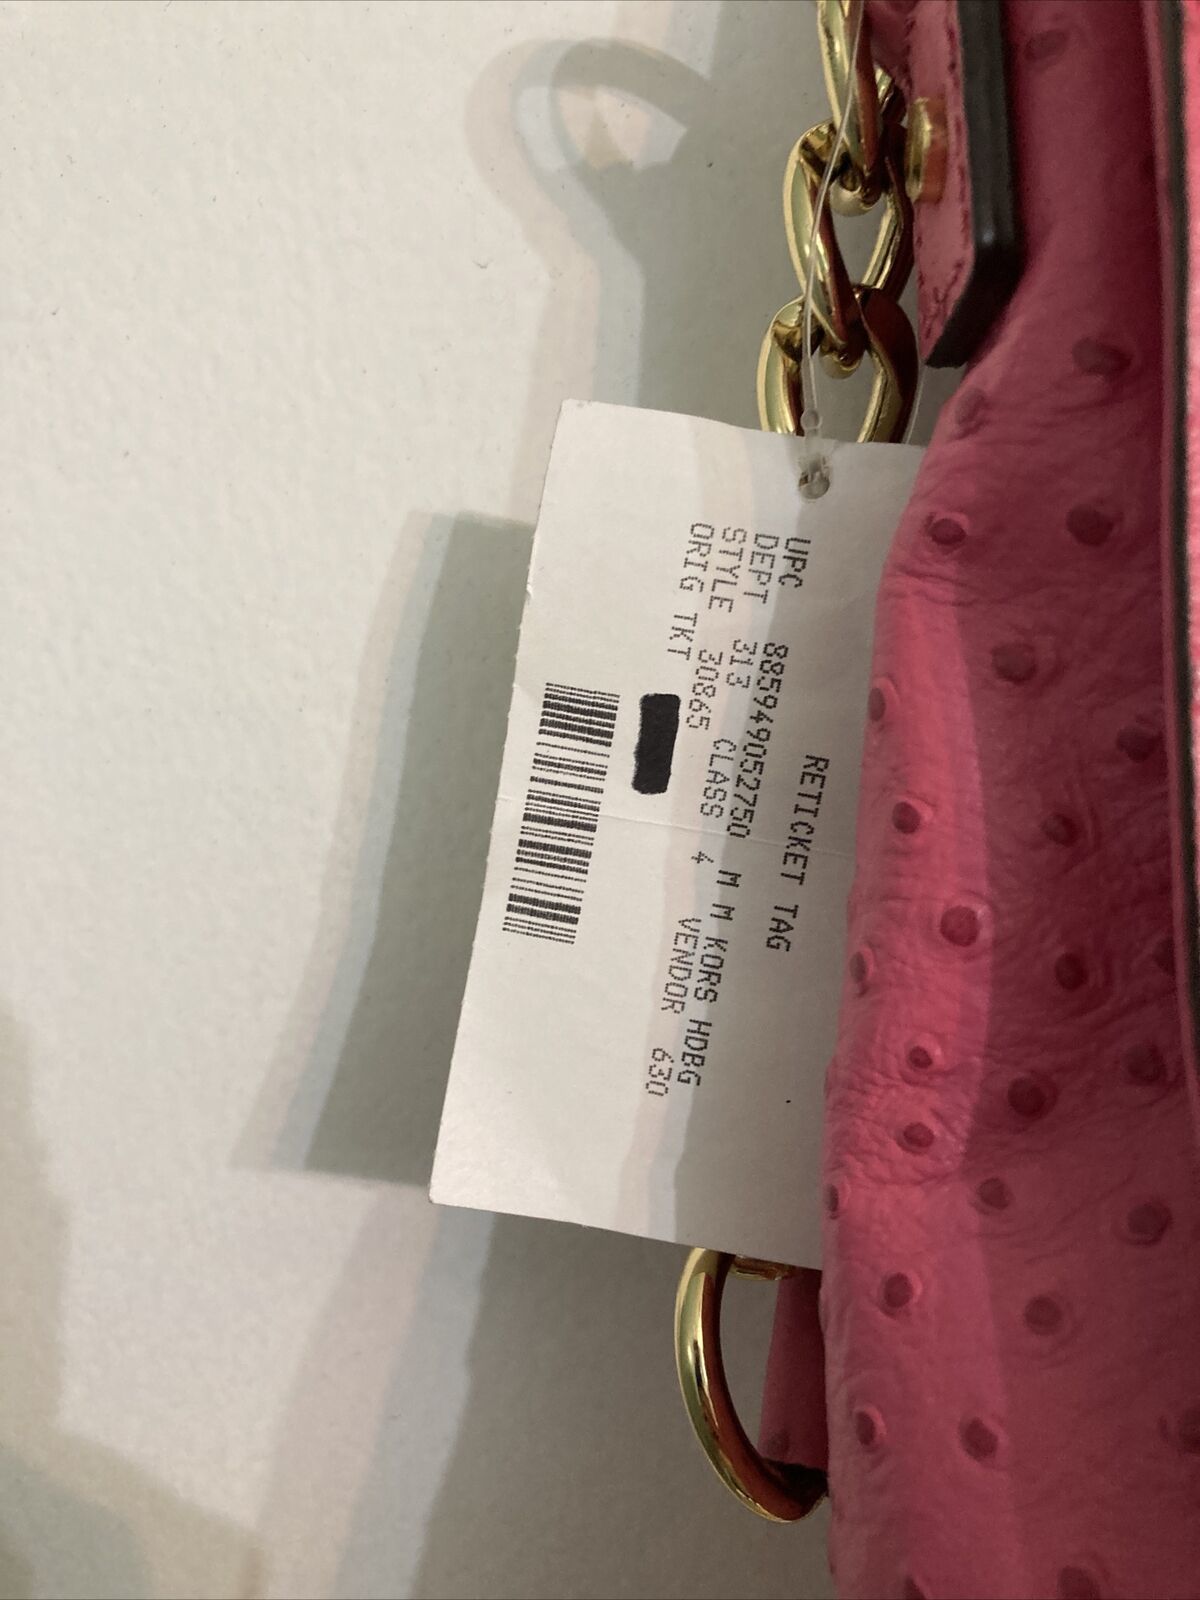 RETICKET TAG
UPC 885949052750
DEPT 313 CLASS 4 M M KORS HDBG
STYLE 30865 VENDOR 630
ORIG TKT